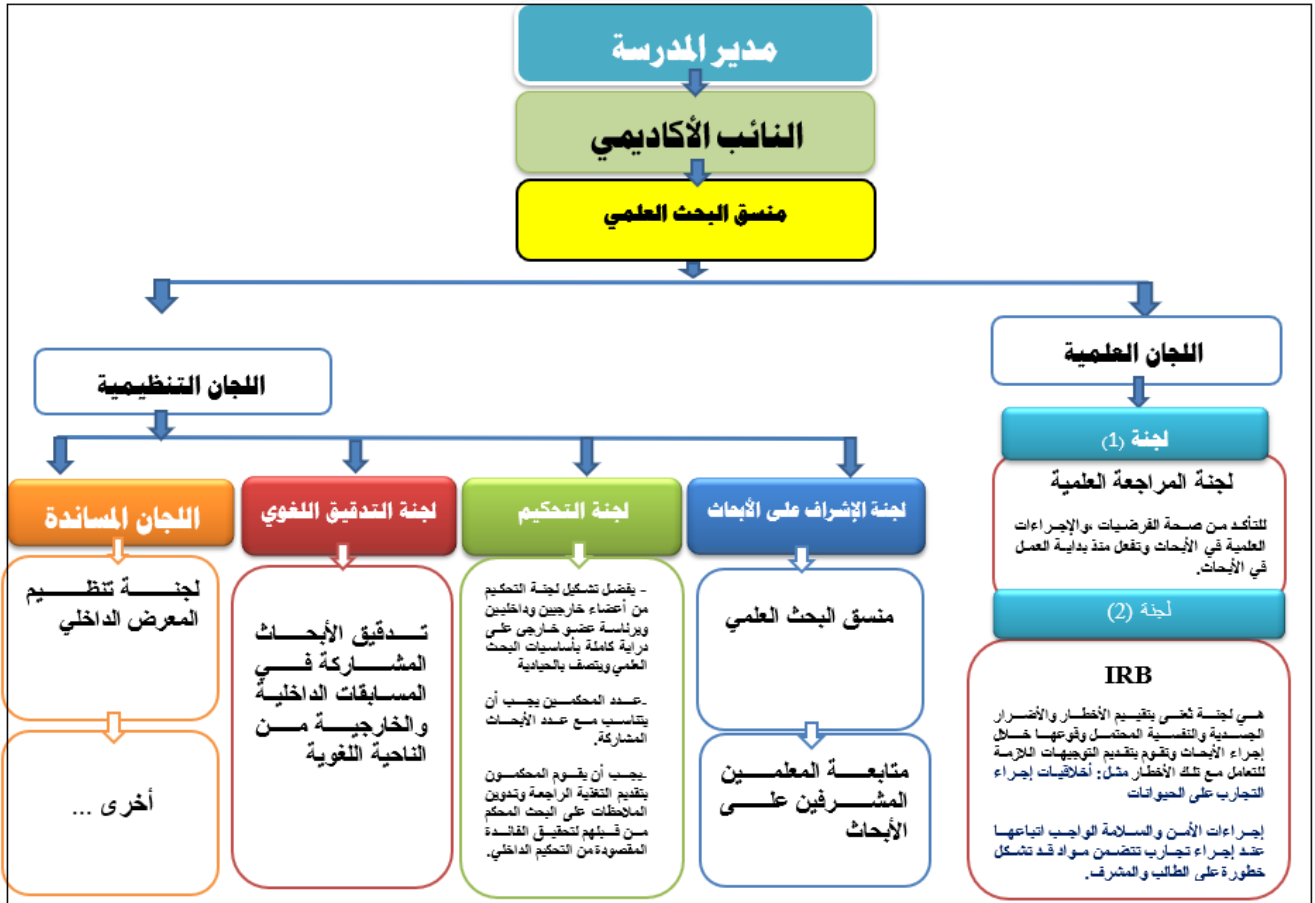 مدير المدرسة
النائب الأكاديمي
منسق البحث العلمي
اللجان العلمية
لجنة (1)
لجنة المراجعة العلمية
للتأكد من صحة الفرضيات ،والإجراءات
العلمية في الأبحاث وتفعل منذ بداية العمل
في الأبحاث.
لجنة (2)
IRB
هي لجنة تُعنى بتقييم الأخطار والأضرار
الجسدية والنفسية المحتمل وقوعها خلال
إجراء الأبحاث وتقوم بتقديم التوجيهات اللازمة
للتعامل مع تلك الأخطار مثل: أخلاقيات إجراء
التجارب على الحيوانات
إجراءات الأمن والسلامة الواجب اتباعها
عند إجراء تجارب تتضمن مواد قد تشكل
خطورة على الطالب والمشرف.
اللجان التنظيمية
لجنة الإشراف على الأبحاث
منسق البحث العلمي
متابعة المعلمين
المشرفين على
الأبحاث
لجنة التحكيم
- يفضل تشكيل لجنة التحكيم
من أعضاء خارجيين وداخليين
وبرئاسة عضو خارجي على
دراية كاملة بأساسيات البحث
العلمي ويتصف بالحيادية
-عدد المحكمين يجب أن
يتناسب مع عدد الأبحاث
المشاركة.
-يجب أن يقوم المحكمون
بتقديم التغذية الراجعة وتدوين
الملاحظات على البحث المحكم
من قبلهم لتحقيق الفائدة
المقصودة من التحكيم الداخلي.
لجنة التدقيق اللغوي
تدقيق الأبحاث
المشاركة في
المسابقات الداخلية
والخارجية من
الناحية اللغوية
اللجان المساندة
لجنة تنظيم
المعرض الداخلي
أخرى ...